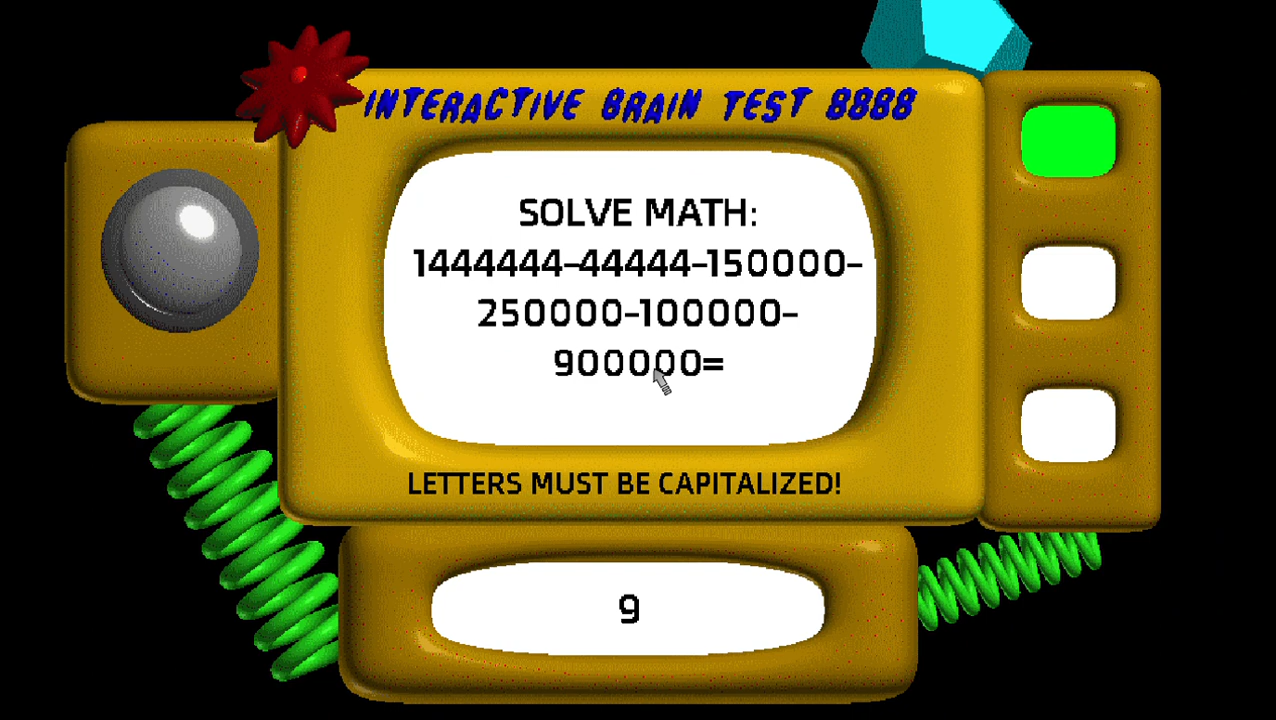 INTERACTIVE BRAIN TEST 8888
SOLVE MATH:
1444444-44444-150000-
250000-100000-
900000=
LETTERS MUST BE CAPITALIZED!
9